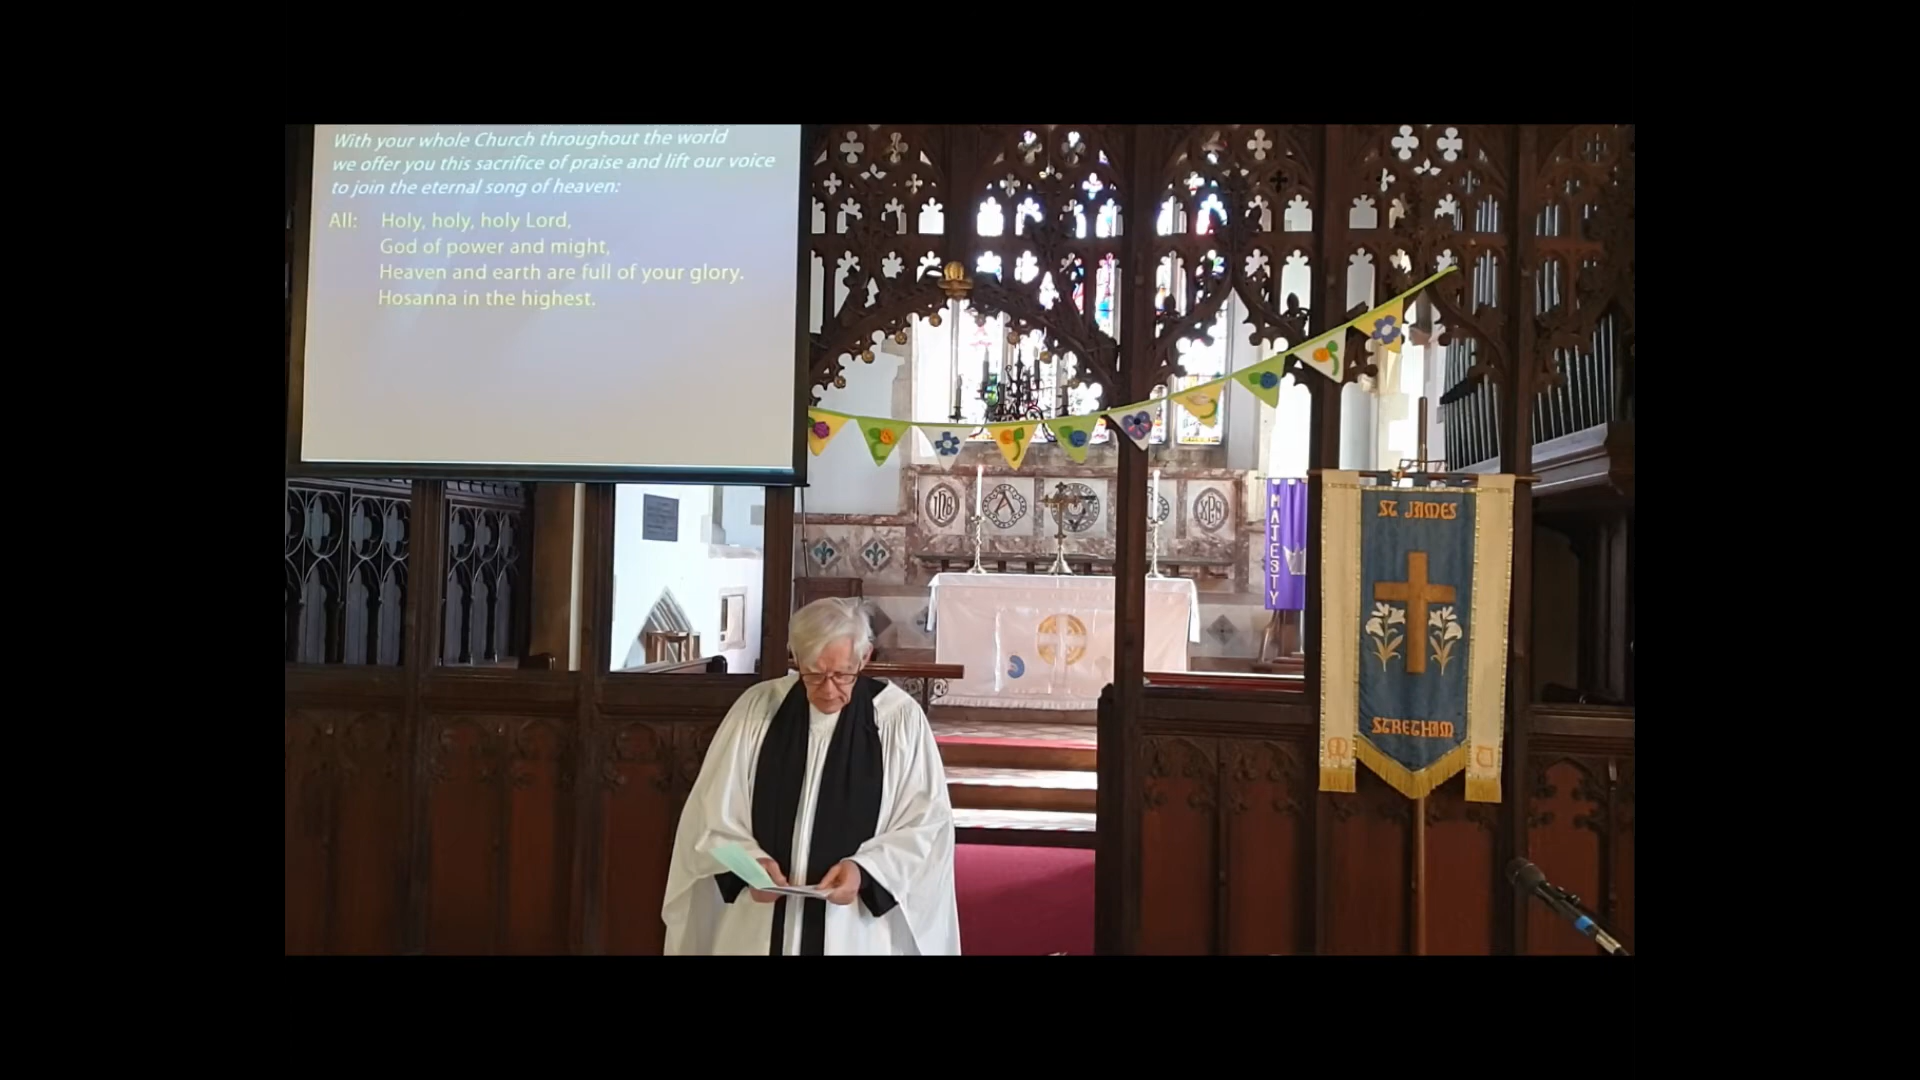 With your whole Church throughout the world
we offer you this sacrifice of praise and lift our voice
to join the eternal song of heaven:
All: Holy, holy, holy Lord,
God of power and might,
Heaven and earth are full of your glory.
Hosanna in the highest.
IHS
XPS
MAJESTY
ST JAMES
STRETHAM